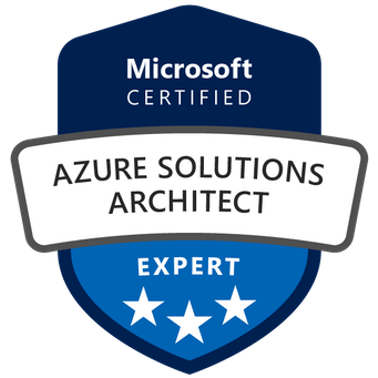 Microsoft
CERTIFIED
AZURE SOLUTIONS
ARCHITECT
EXPERT